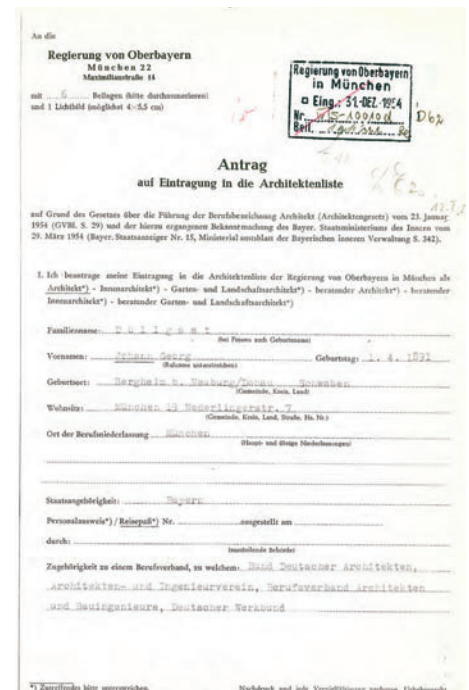 An die
Regierung von Oberbayern
München 22
Maximilianstraße 14
mit 6 Beilagen (bitte durchnumerieren)
und 1 Lichtbild (möglichst 4×5,5 cm)
Regierung von Oberbayern
in München
Eing.: 31. DEZ. 1954
Nr.
Beil.
Antrag
auf Eintragung in die Architektenliste
auf Grund des Gesetzes über die Führung der Berufsbezeichnung Architekt (Architektengesetz) vom 23. Januar
1954 (GVBl. S. 29) und der hierzu ergangenen Bekanntmachung des Bayer. Staatsministeriums des Innern vom
29. März 1954 (Bayer. Staatsanzeiger Nr. 15, Ministerialamtsblatt der Bayerischen inneren Verwaltung S. 342).
I. Ich beantrage meine Eintragung in die Architektenliste der Regierung von Oberbayern in München als
Architekt*) - Innenarchitekt*) - Garten- und Landschaftsarchitekt*) - beratender Architekt*) - beratender
Innenarchitekt*) - beratender Garten- und Landschaftsarchitekt*)
Familienname: D ö l l g a s t
(bei Frauen auch Geburtsname)
Vornamen: Johann Georg Geburtstag: 1. 4. 1891
(Rufname unterstreichen)
Geburtsort: Bergheim b. Neuburg/Donau Schwaben
(Gemeinde, Kreis, Land)
Wohnsitz: München 19 Nederlingerstr. 7
(Gemeinde, Kreis, Land, Straße, Hs. Nr.)
Ort der Berufsniederlassung München
(Haupt- und übrige Niederlassungen)
Staatsangehörigkeit: Bayern
Personalausweis*) / Reisepaß*) Nr. ausgestellt am
durch:
(ausstellende Behörde)
Zugehörigkeit zu einem Berufsverband, zu welchem: Bund Deutscher Architekten,
Architekten- und Ingenieurverein, Berufsverband Architekten
und Bauingenieure, Deutscher Werkbund
*) Zutreffendes bitte unterstreichen.